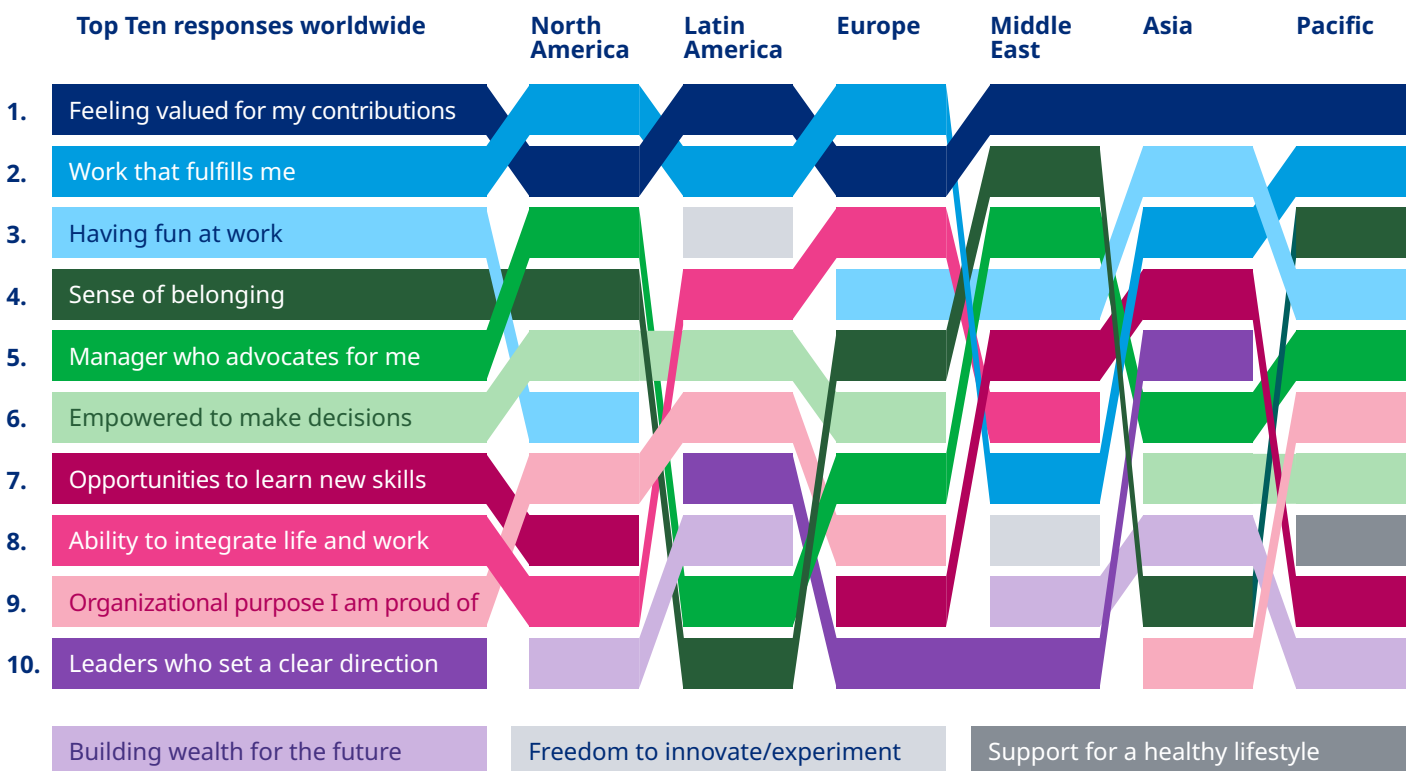 Top Ten responses worldwide
North America
Latin America
Europe
Middle East
Asia
Pacific
1. Feeling valued for my contributions
2. Work that fulfills me
3. Having fun at work
4. Sense of belonging
5. Manager who advocates for me
6. Empowered to make decisions
7. Opportunities to learn new skills
8. Ability to integrate life and work
9. Organizational purpose I am proud of
10. Leaders who set a clear direction
Building wealth for the future
Freedom to innovate/experiment
Support for a healthy lifestyle